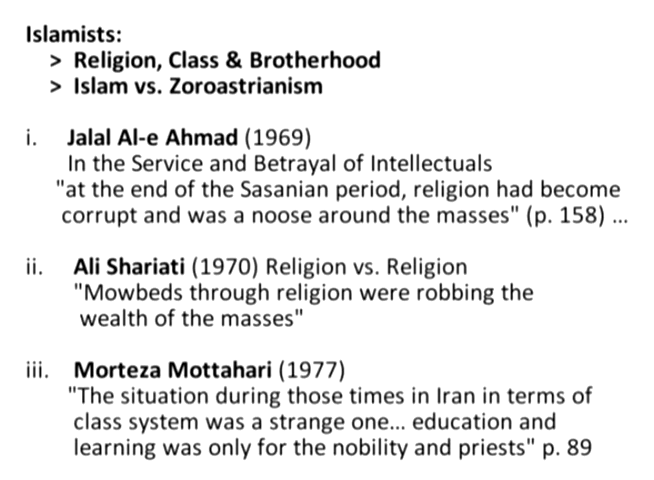 Islamists:
> Religion, Class & Brotherhood
> Islam vs. Zoroastrianism
i. Jalal Al-e Ahmad (1969)
In the Service and Betrayal of Intellectuals
"at the end of the Sasanian period, religion had become
corrupt and was a noose around the masses" (p. 158) ...
ii. Ali Shariati (1970) Religion vs. Religion
"Mowbeds through religion were robbing the
wealth of the masses"
iii. Morteza Mottahari (1977)
"The situation during those times in Iran in terms of
class system was a strange one... education and
learning was only for the nobility and priests" p. 89